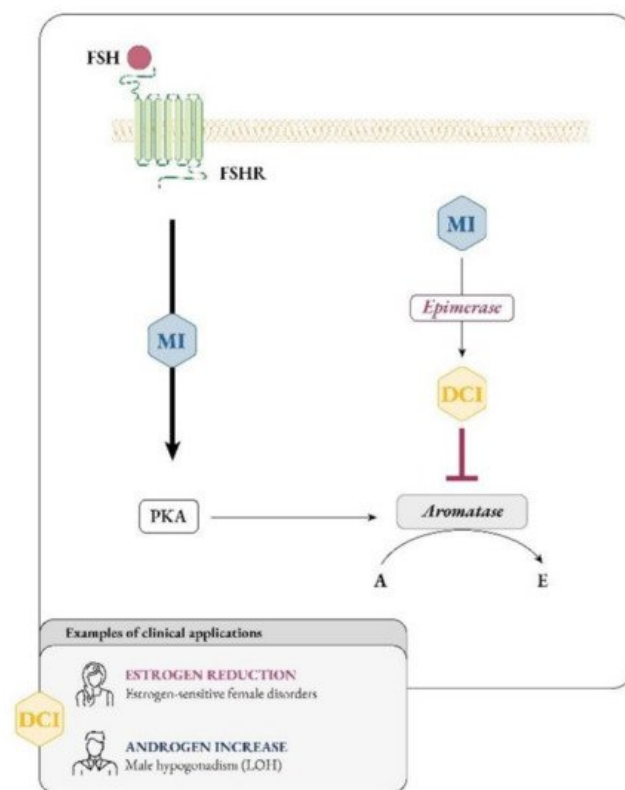 FSH
FSHR
MI
Epimerase
MI
DCI
PKA
Aromatase
A
E
Examples of clinical applications
DCI
ESTROGEN REDUCTION
Estrogen-sensitive female disorders
ANDROGEN INCREASE
Male hypogonadism (LOH)